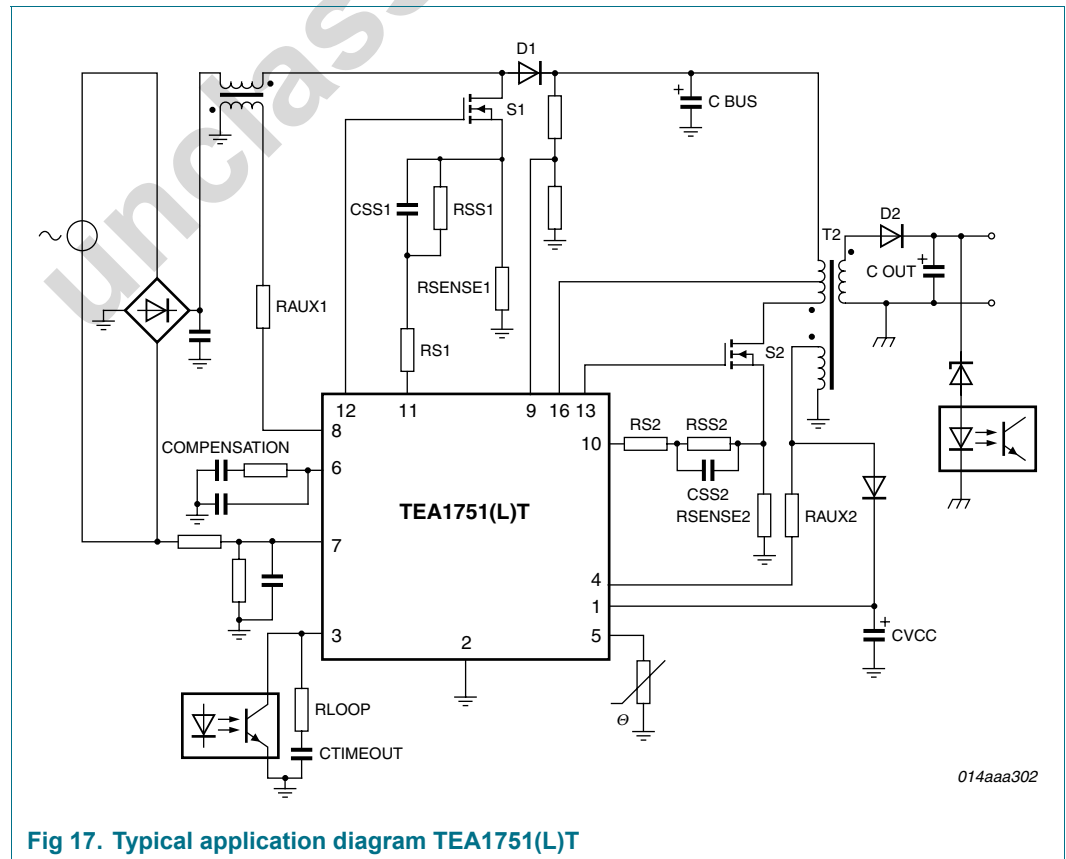 unclass
D1
S1
C BUS
CSS1
RSS1
D2
T2
C OUT
RSENSE1
RAUX1
S2
RS1
12
11
9
16
13
8
10
RS2
RSS2
COMPENSATION
6
CSS2
TEA1751(L)T
RSENSE2
RAUX2
7
4
1
3
2
5
CVCC
RLOOP
Θ
CTIMEOUT
014aaa302
Fig 17. Typical application diagram TEA1751(L)T